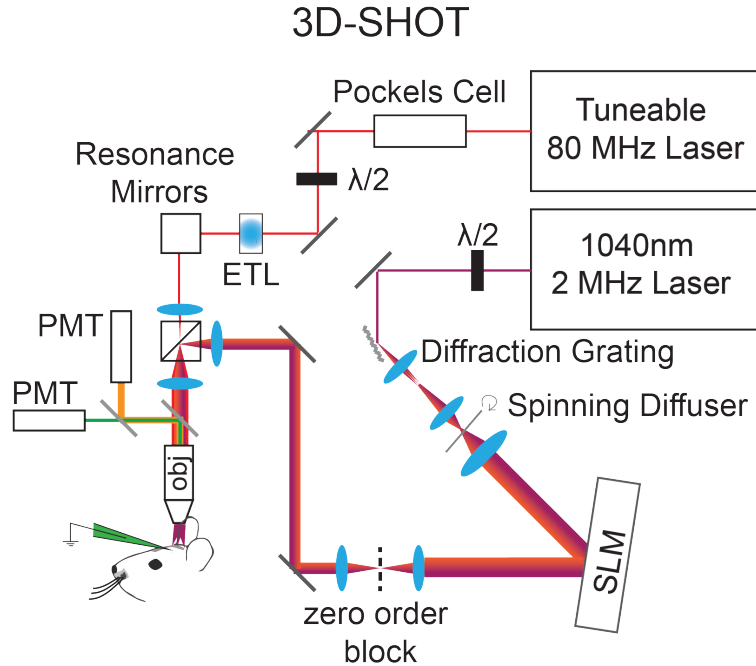 3D-SHOT
Pockels Cell
Tuneable
80 MHz Laser
Resonance
Mirrors
λ/2
ETL
λ/2
1040nm
2 MHz Laser
PMT
Diffraction Grating
PMT
Spinning Diffuser
obj
SLM
zero order
block